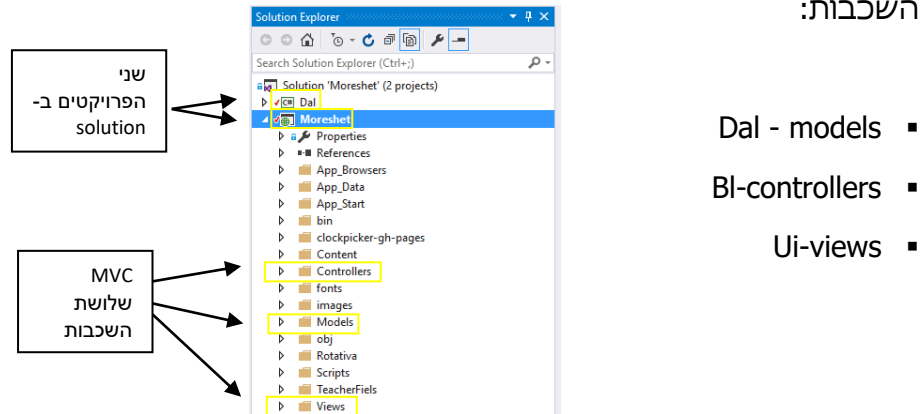 השכבות:
Dal - models
Bl-controllers
Ui-views
שני
הפרויקטים ב-
solution
MVC
שלושת
השכבות
Solution Explorer
Search Solution Explorer (Ctrl+;)
Solution 'Moreshet' (2 projects)
C# Dal
Moreshet
Properties
References
App_Browsers
App_Data
App_Start
bin
clockpicker-gh-pages
Content
Controllers
fonts
images
Models
obj
Rotativa
Scripts
TeacherFiels
Views